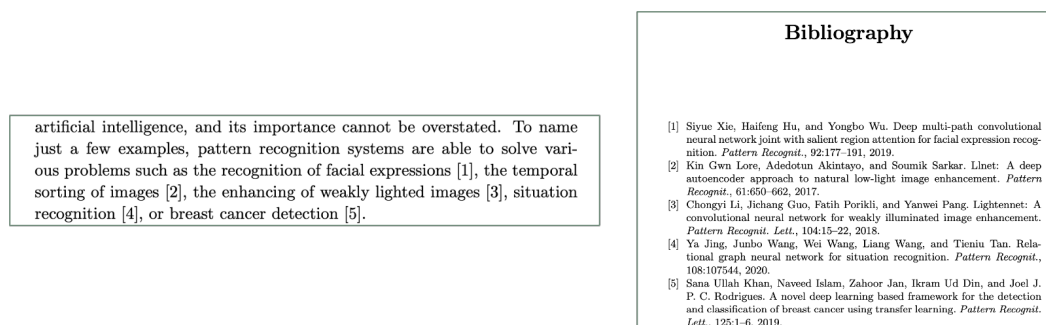 artificial intelligence, and its importance cannot be overstated. To name
just a few examples, pattern recognition systems are able to solve vari-
ous problems such as the recognition of facial expressions [1], the temporal
sorting of images [2], the enhancing of weakly lighted images [3], situation
recognition [4], or breast cancer detection [5].
Bibliography
[1] Siyue Xie, Haifeng Hu, and Yongbo Wu. Deep multi-path convolutional
neural network joint with salient region attention for facial expression recog-
nition. Pattern Recognit., 92:177–191, 2019.
[2] Kin Gwn Lore, Adedotun Akintayo, and Soumik Sarkar. Llnet: A deep
autoencoder approach to natural low-light image enhancement. Pattern
Recognit., 61:650–662, 2017.
[3] Chongyi Li, Jichang Guo, Fatih Porikli, and Yanwei Pang. Lightennet: A
convolutional neural network for weakly illuminated image enhancement.
Pattern Recognit. Lett., 104:15–22, 2018.
[4] Ya Jing, Junbo Wang, Wei Wang, Liang Wang, and Tieniu Tan. Rela-
tional graph neural network for situation recognition. Pattern Recognit.,
108:107544, 2020.
[5] Sana Ullah Khan, Naveed Islam, Zahoor Jan, Ikram Ud Din, and Joel J.
P. C. Rodrigues. A novel deep learning based framework for the detection
and classification of breast cancer using transfer learning. Pattern Recognit.
Lett., 125:1–6, 2019.